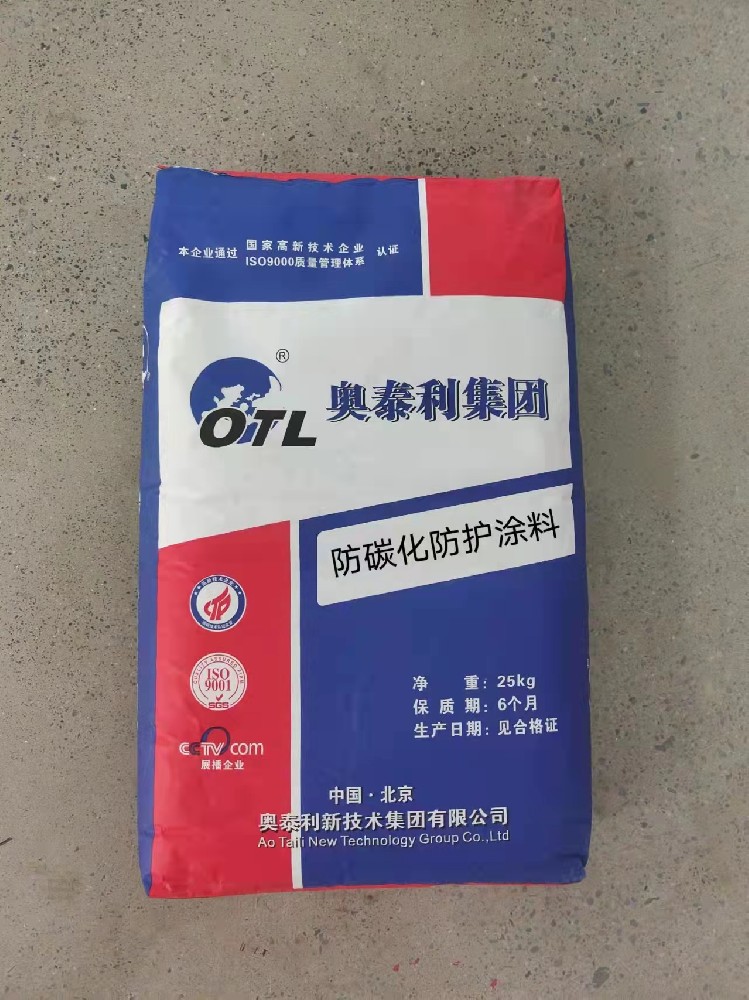 本企业通过 国家高新技术企业 认证
ISO9000质量管理体系
®
OTL 奥泰利集团
防碳化防护涂料
ISO
9001
SGS
净 重：25kg
保 质 期：6个月
生产日期：见合格证
CCTV.com
展播企业
中国·北京
奥泰利新技术集团有限公司
Ao Taili New Technology Group Co.,Ltd